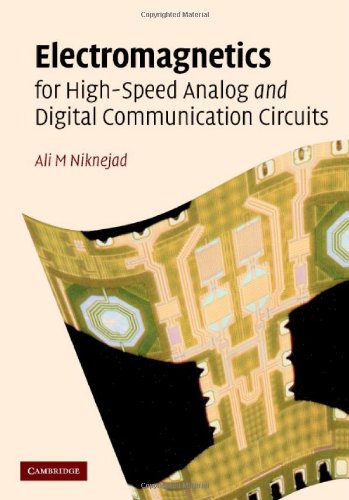 Electromagnetics
for High-Speed Analog and
Digital Communication Circuits
Ali M Niknejad
CAMBRIDGE